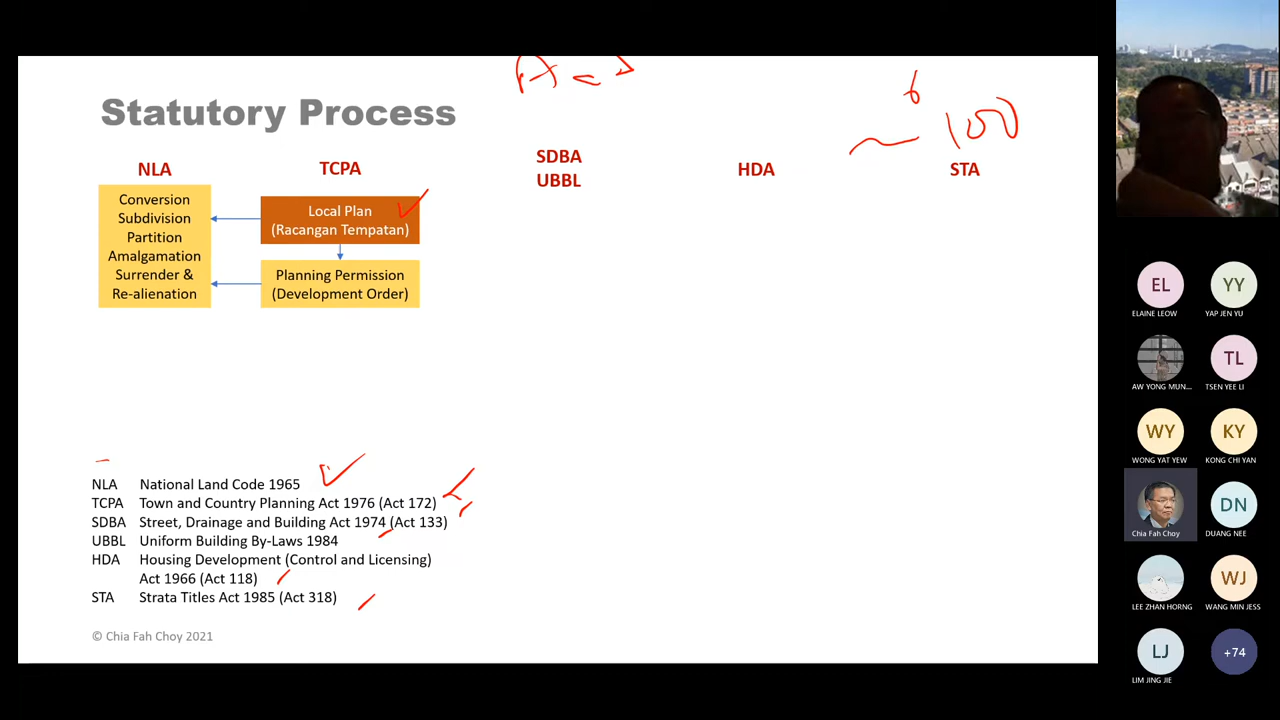 Statutory Process
6
100
NLA
TCPA
SDBA
UBBL
HDA
STA
Conversion
Subdivision
Partition
Amalgamation
Surrender &
Re-alienation
Local Plan
(Racangan Tempatan)
Planning Permission
(Development Order)
NLA National Land Code 1965
TCPA Town and Country Planning Act 1976 (Act 172)
SDBA Street, Drainage and Building Act 1974 (Act 133)
UBBL Uniform Building By-Laws 1984
HDA Housing Development (Control and Licensing)
Act 1966 (Act 118)
STA Strata Titles Act 1985 (Act 318)
© Chia Fah Choy 2021
EL
ELAINE LEOW
YY
YAP JEN YU
AW YONG MUN...
TL
TSEN YEE LI
WY
WONG YAT YEW
KY
KONG CHI YAN
Chia Fah Choy
DN
DUANG NEE
LEE ZHAN HORNG
WJ
WANG MIN JESS
LJ
LIM JING JIE
+74